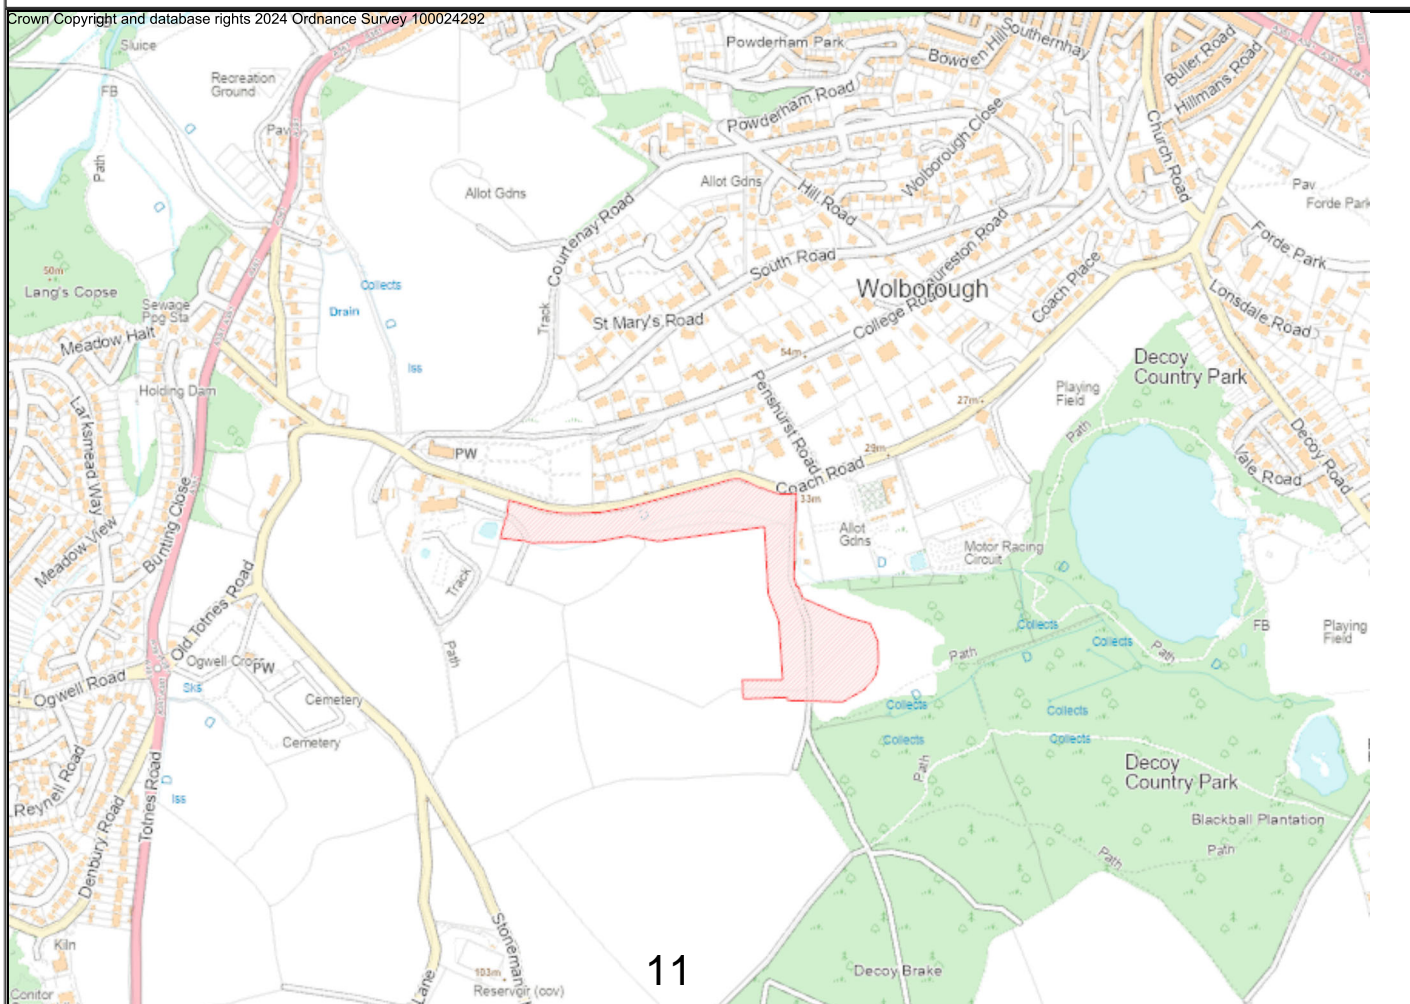 Crown Copyright and database rights 2024 Ordnance Survey 100024292
Sluice
Recreation
Ground
FB
Pav
Path
Powderham Park
Bowden Hill
Southernhay
Buller Road
Hillmans Road
Powderham Road
Church Road
Wolborough Close
Allot Gdns
Allot Gdns
Hill Road
Pav
Forde Park
Forde Park
Courtenay Road
South Road
Wolborough
College Road
Coach Place
Lonsdale Road
50m
Lang's Copse
Sewage
Ppg Sta
Collects
Drain
Track
St Mary's Road
Meadow Halt
Iss
54m
Decoy
Country Park
Holding Dam
Penshurst Road
Playing
Field
27m
Path
Larksmead Way
Decoy Road
Vale Road
PW
29m
Coach Road
33m
Meadow View
Bunting Close
Allot
Gdns
Motor Racing
Circuit
Track
Old Totnes Road
Collects
Collects
FB
Playing
Field
Path
Path
Path
Ogwell Cross
PW
Ogwell Road
Sks
Cemetery
Cemetery
Collects
Collects
Collects
Collects
Path
Decoy
Country Park
Iss
Totnes Road
Reynell Road
Denbury Road
Blackball Plantation
Path
Path
Kiln
Conitor
Lane
103m
Reservoir (cov)
11
Decoy Brake